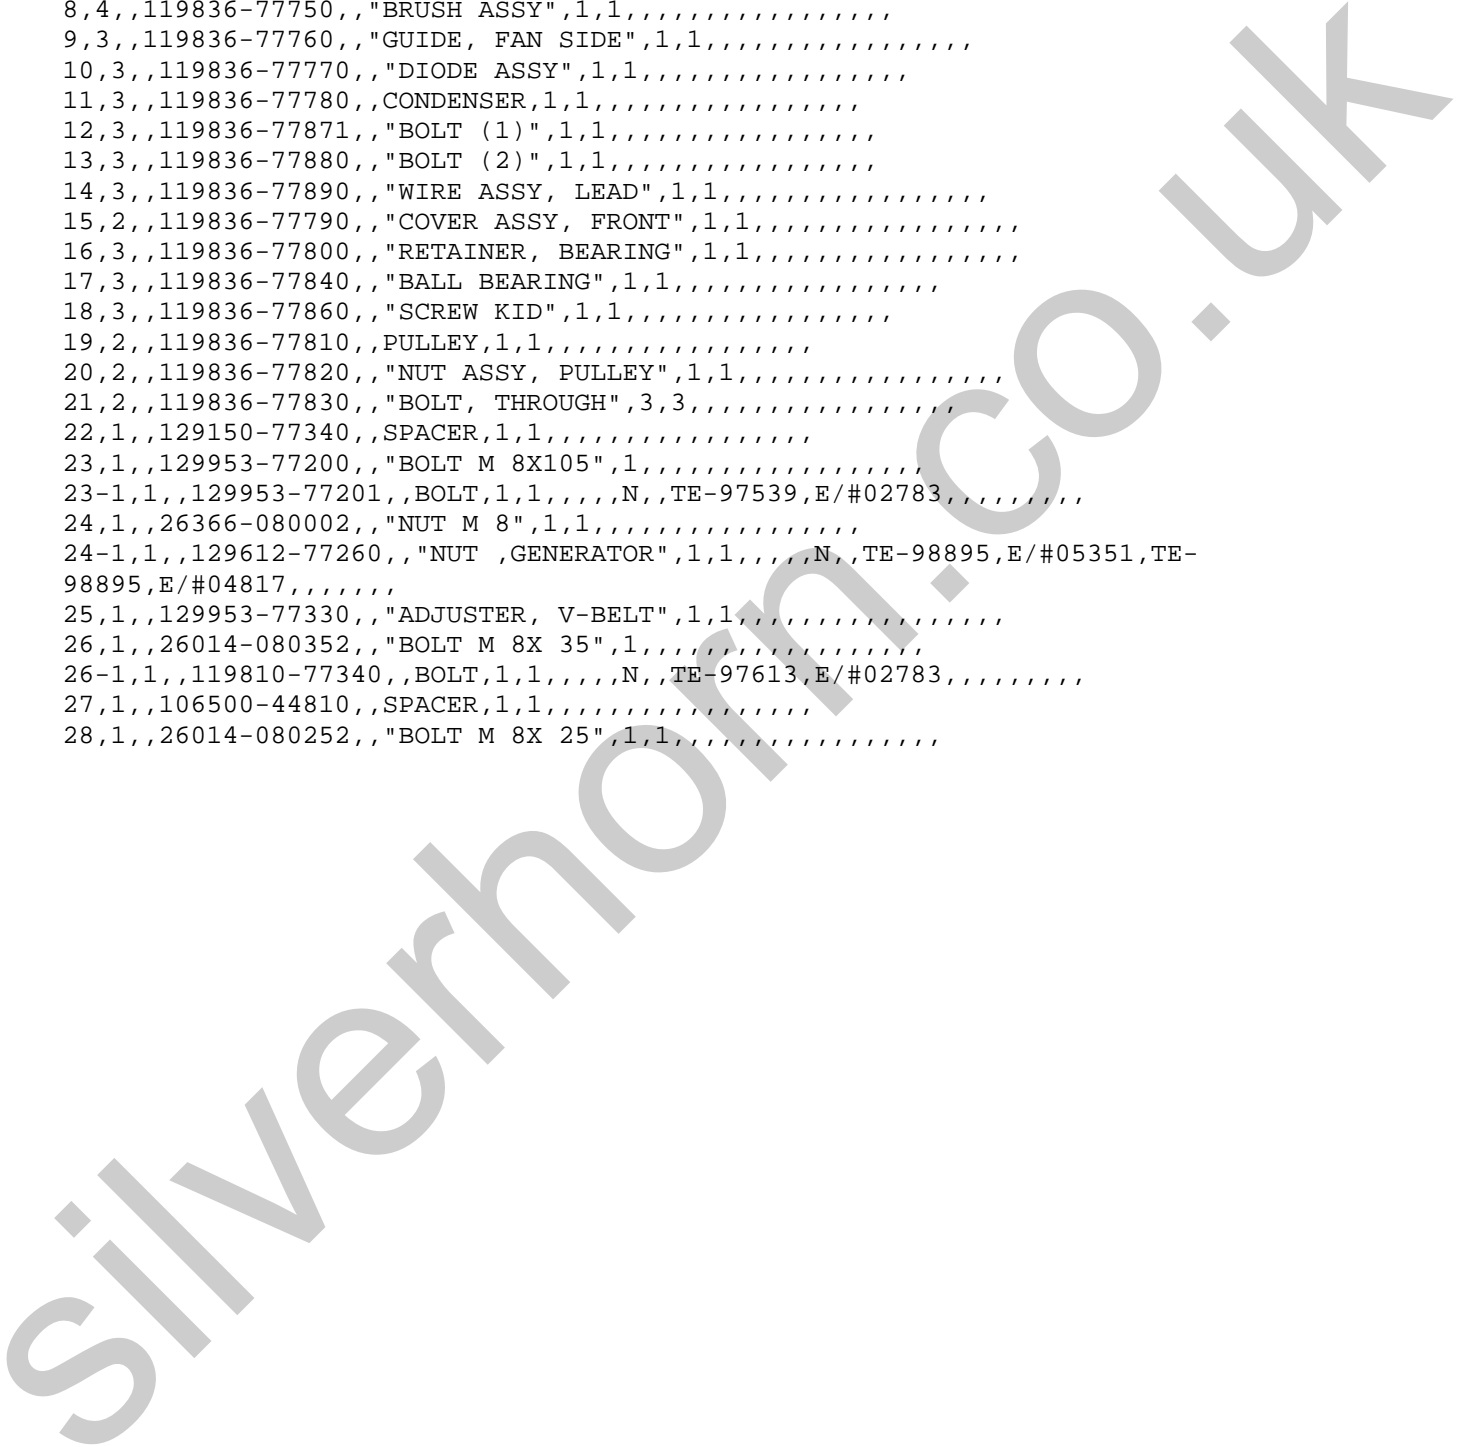 8,4,,119836-77750,,"BRUSH ASSY",1,1,,,,,,,,,,,,,,,,,
9,3,,119836-77760,,"GUIDE, FAN SIDE",1,1,,,,,,,,,,,,,,,,,
10,3,,119836-77770,,"DIODE ASSY",1,1,,,,,,,,,,,,,,,,,
11,3,,119836-77780,,CONDENSER,1,1,,,,,,,,,,,,,,,,,
12,3,,119836-77871,,"BOLT (1)",1,1,,,,,,,,,,,,,,,,,
13,3,,119836-77880,,"BOLT (2)",1,1,,,,,,,,,,,,,,,,,
14,3,,119836-77890,,"WIRE ASSY, LEAD",1,1,,,,,,,,,,,,,,,,,
15,2,,119836-77790,,"COVER ASSY, FRONT",1,1,,,,,,,,,,,,,,,,,
16,3,,119836-77800,,"RETAINER, BEARING",1,1,,,,,,,,,,,,,,,,,
17,3,,119836-77840,,"BALL BEARING",1,1,,,,,,,,,,,,,,,,,
18,3,,119836-77860,,"SCREW KID",1,1,,,,,,,,,,,,,,,,,
19,2,,119836-77810,,PULLEY,1,1,,,,,,,,,,,,,,,,,
20,2,,119836-77820,,"NUT ASSY, PULLEY",1,1,,,,,,,,,,,,,,,,,
21,2,,119836-77830,,"BOLT, THROUGH",3,3,,,,,,,,,,,,,,,,,
22,1,,129150-77340,,SPACER,1,1,,,,,,,,,,,,,,,,,
23,1,,129953-77200,,"BOLT M 8X105",1,,,,,,,,,,,,,,,,,,
23-1,1,,129953-77201,,BOLT,1,1,,,,,N,,TE-97539,E/#02783,,,,,,,,,
24,1,,26366-080002,,"NUT M 8",1,1,,,,,,,,,,,,,,,,,
24-1,1,,129612-77260,,"NUT ,GENERATOR",1,1,,,,,N,,TE-98895,E/#05351,TE-
98895,E/#04817,,,,,,,
25,1,,129953-77330,,"ADJUSTER, V-BELT",1,1,,,,,,,,,,,,,,,,,
26,1,,26014-080352,,"BOLT M 8X 35",1,,,,,,,,,,,,,,,,,,
26-1,1,,119810-77340,,BOLT,1,1,,,,,N,,TE-97613,E/#02783,,,,,,,,,
27,1,,106500-44810,,SPACER,1,1,,,,,,,,,,,,,,,,,
28,1,,26014-080252,,"BOLT M 8X 25",1,1,,,,,,,,,,,,,,,,,
silverhorn.co.uk